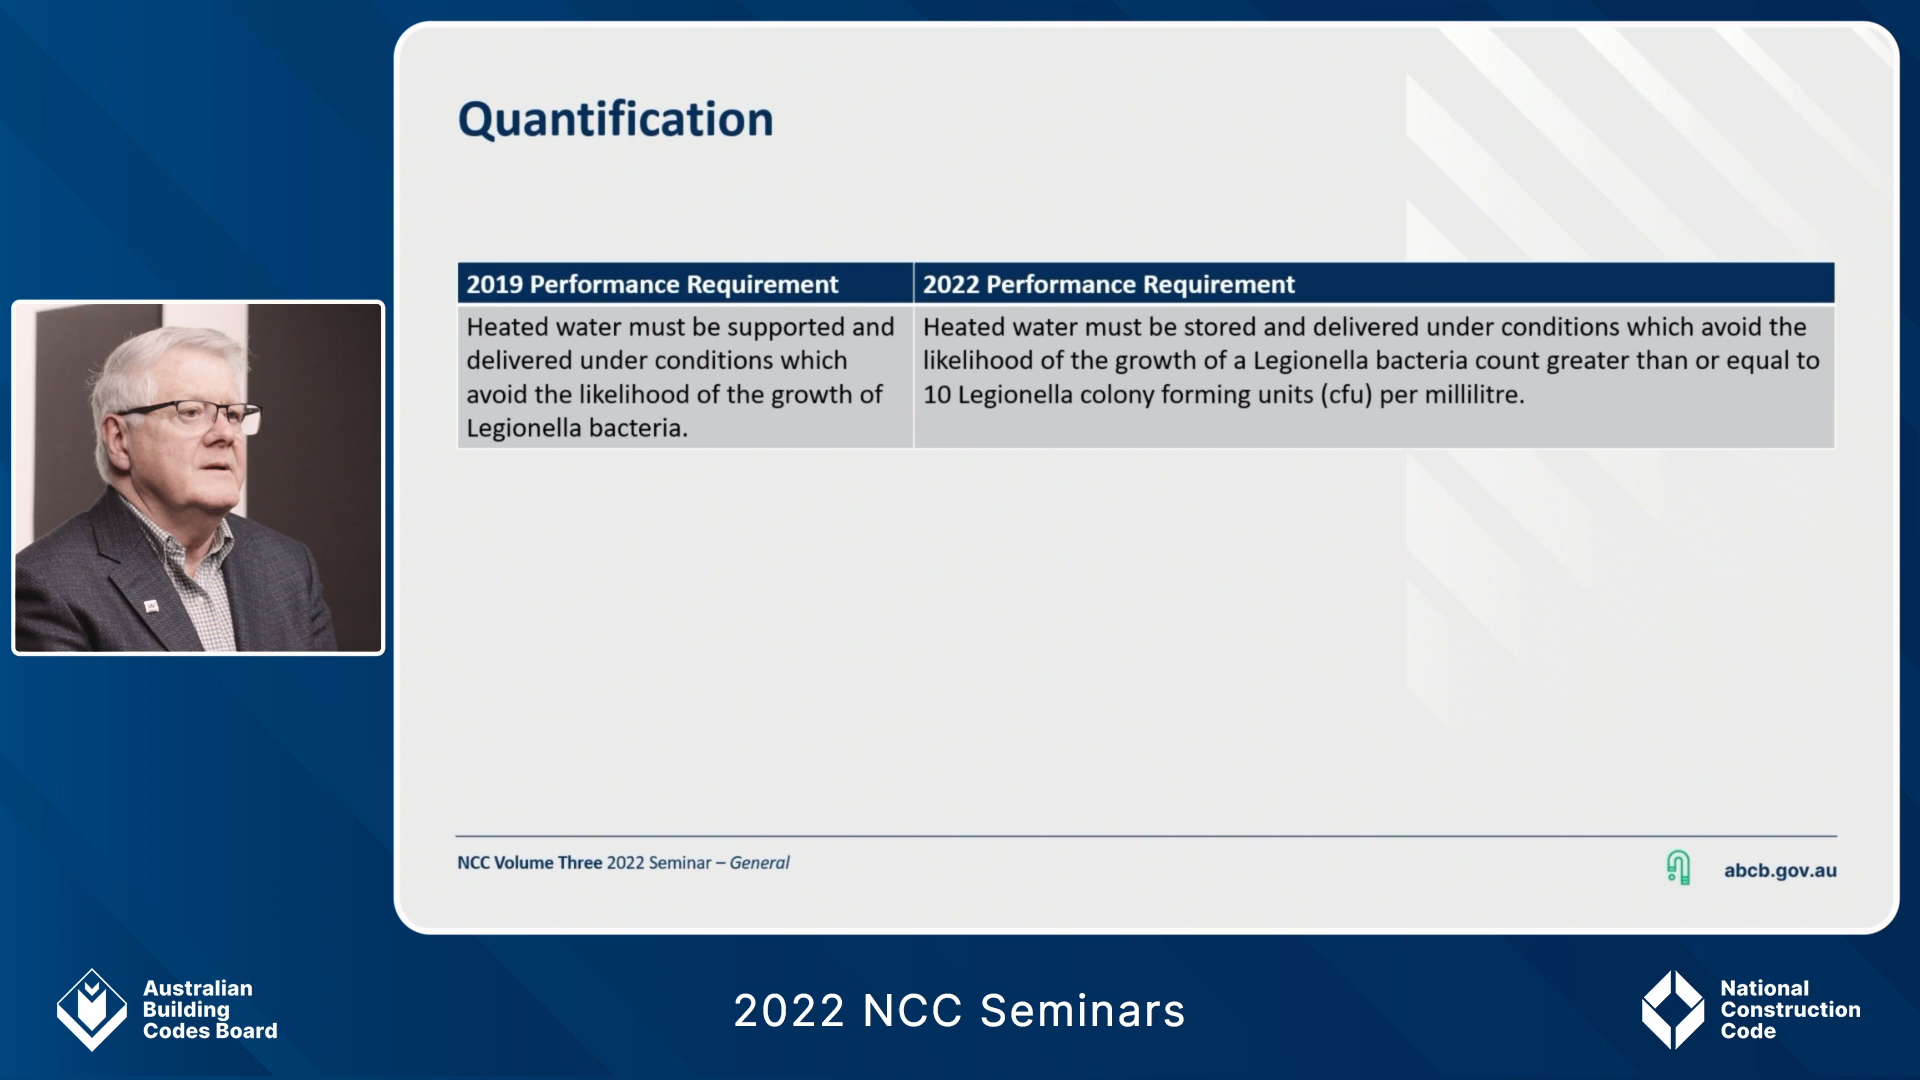 Quantification
2019 Performance Requirement
Heated water must be supported and
delivered under conditions which
avoid the likelihood of the growth of
Legionella bacteria.
2022 Performance Requirement
Heated water must be stored and delivered under conditions which avoid the
likelihood of the growth of a Legionella bacteria count greater than or equal to
10 Legionella colony forming units (cfu) per millilitre.
NCC Volume Three 2022 Seminar – General
abcb.gov.au
Australian
Building
Codes Board
2022 NCC Seminars
National
Construction
Code